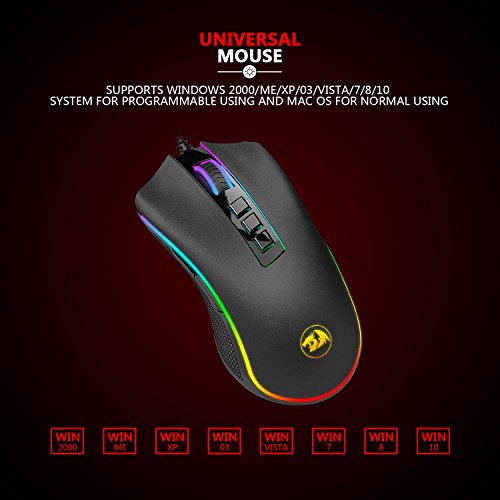 UNIVERSAL
MOUSE
SUPPORTS WINDOWS 2000/ME/XP/03/VISTA/7/8/10
SYSTEM FOR PROGRAMMABLE USING AND MAC OS FOR NORMAL USING
WIN WIN WIN WIN WIN WIN WIN WIN
2000 ME XP 03 VISTA 7 8 10